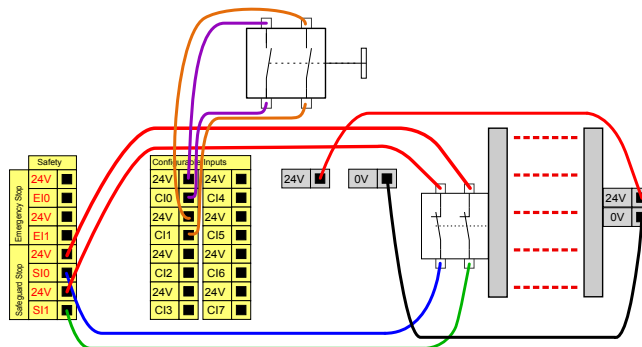 Safety
Emergency Stop
24V
EI0
24V
EI1
Safeguard Stop
24V
SI0
24V
SI1
Configurable Inputs
24V 24V
CI0 CI4
24V 24V
CI1 CI5
24V 24V
CI2 CI6
24V 24V
CI3 CI7
24V
0V
24V
0V